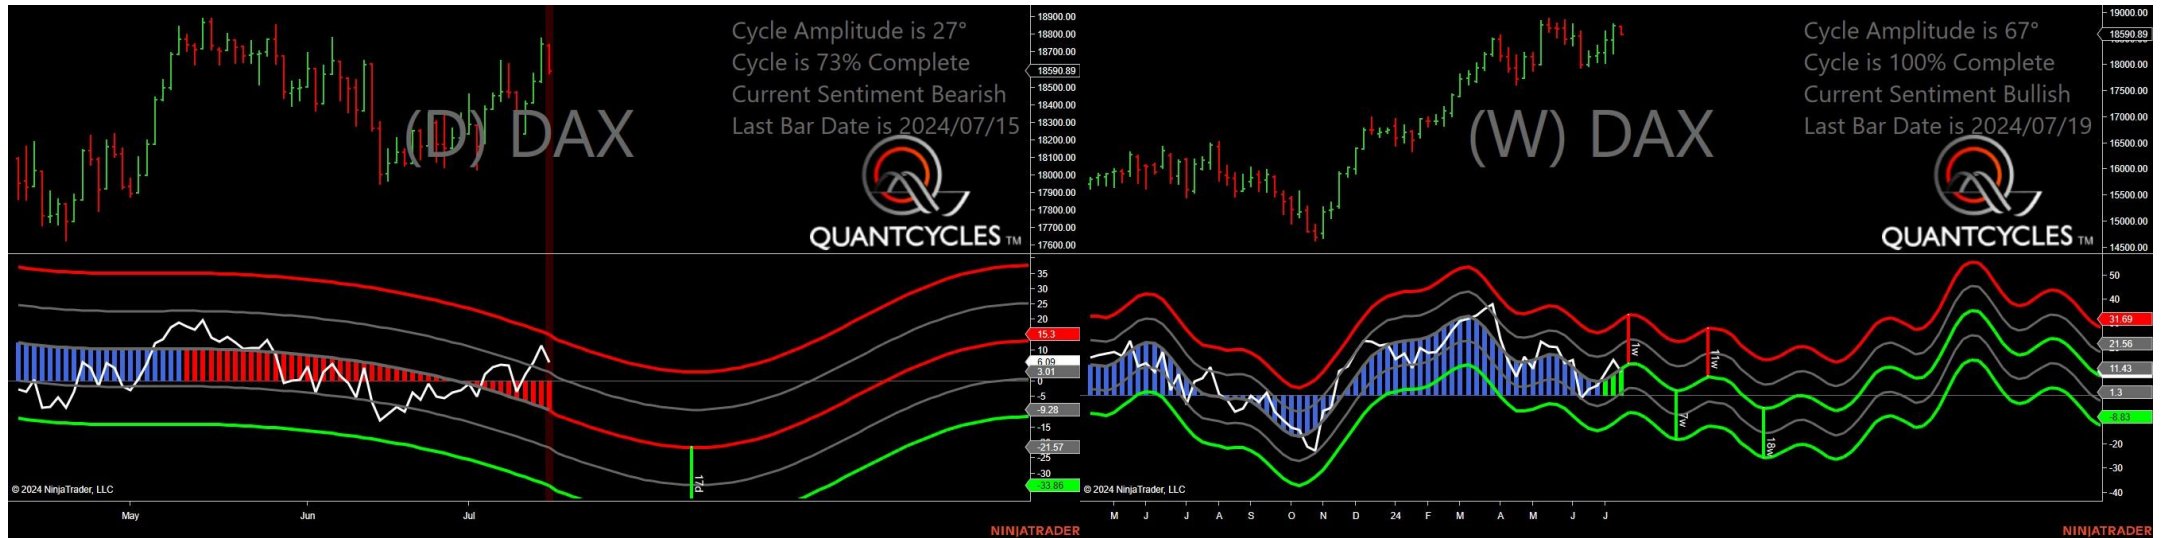 Cycle Amplitude is 27°
Cycle is 73% Complete
Current Sentiment Bearish
Last Bar Date is 2024/07/15
(D) DAX
QUANTCYCLES TM
18900.00
18800.00
18700.00
18590.89
18500.00
18400.00
18300.00
18200.00
18100.00
18000.00
17900.00
17800.00
17700.00
17600.00
35
30
25
20
15.3
10
6.09
3.01
0
-5
-9.28
-15
-21.57
-25
-30
-33.86
17d
© 2024 NinjaTrader, LLC
May Jun Jul
NINJATRADER
Cycle Amplitude is 67°
Cycle is 100% Complete
Current Sentiment Bullish
Last Bar Date is 2024/07/19
(W) DAX
QUANTCYCLES TM
19000.00
18590.89
18000.00
17500.00
17000.00
16500.00
16000.00
15500.00
15000.00
14500.00
50
40
31.69
21.56
11.43
1.3
-8.83
-20
-30
-40
1w
11w
7w
18w
© 2024 NinjaTrader, LLC
M J J A S O N D 24 F M A M J J
NINJATRADER